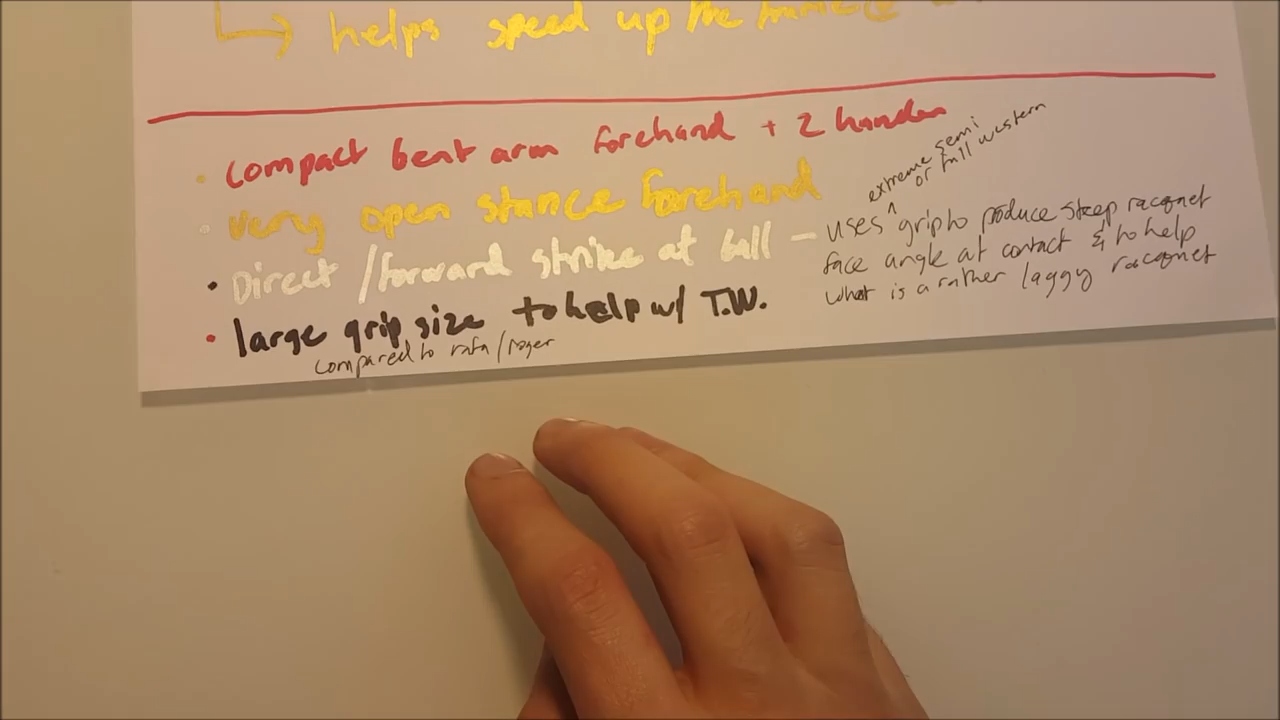 ↳ helps speed up the
• compact bent arm forehand + 2 hander
• very open stance forehand
• Direct /forward strike at ball – uses ^ grip to produce steep racquet
extreme semi
or full western
face angle at contact & to help
what is a rather laggy racquet
• large grip size to help w/ T.W.
compared to rafa/roger